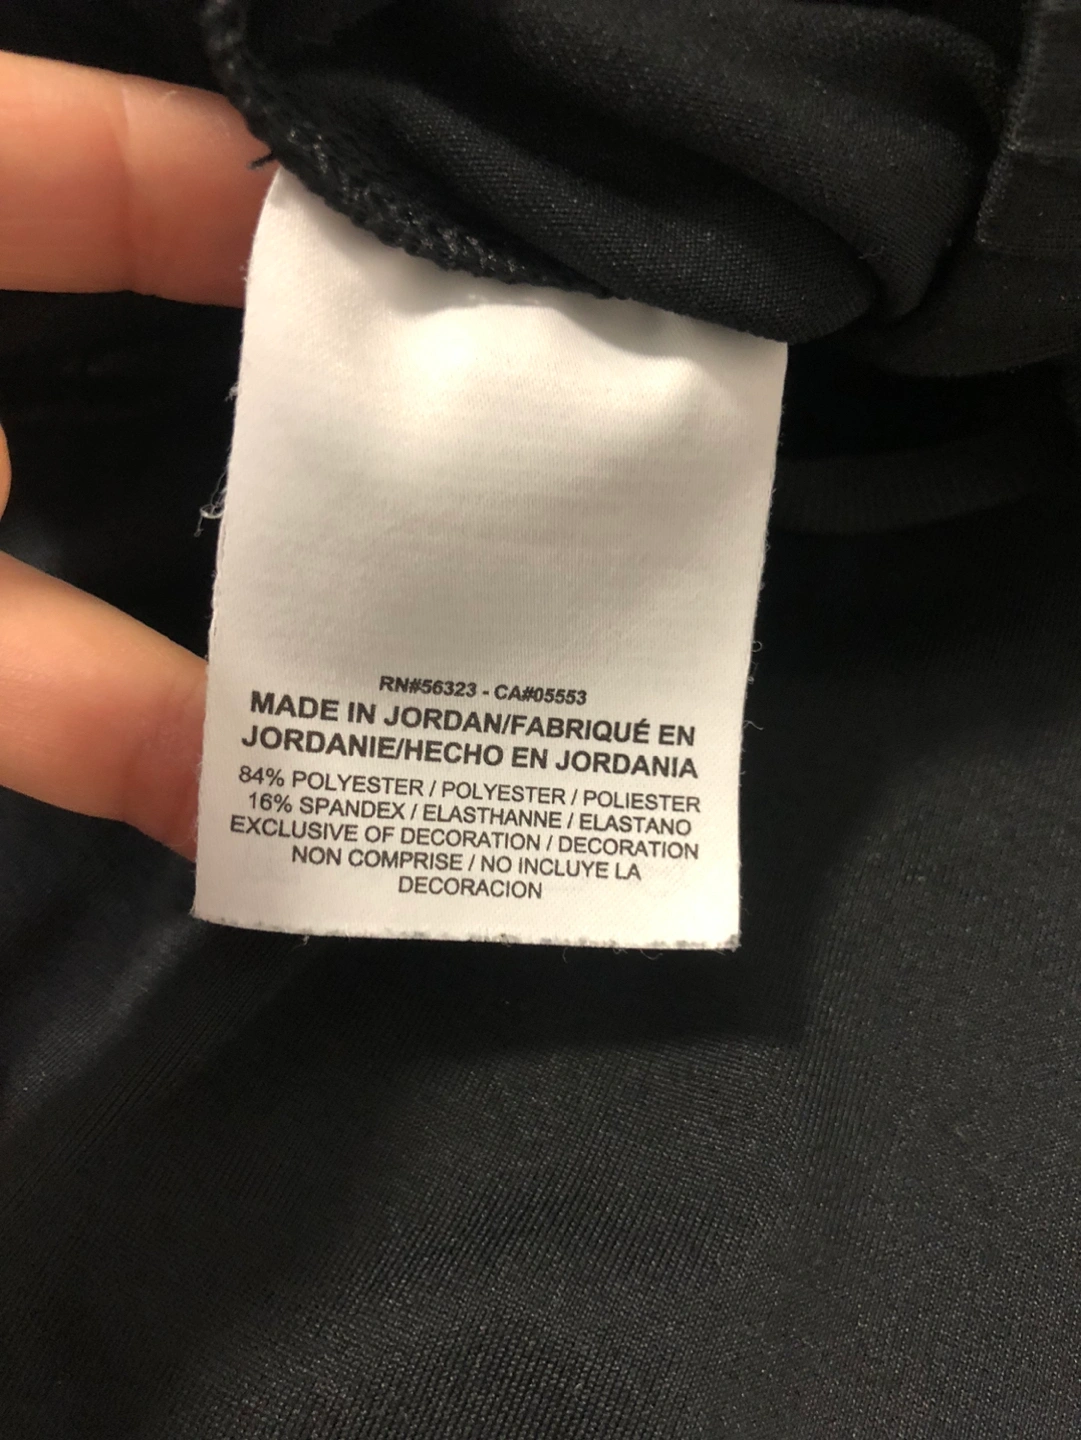 RN#56323 - CA#05553
MADE IN JORDAN/FABRIQUÉ EN
JORDANIE/HECHO EN JORDANIA
84% POLYESTER / POLYESTER / POLIESTER
16% SPANDEX / ELASTHANNE / ELASTANO
EXCLUSIVE OF DECORATION / DECORATION
NON COMPRISE / NO INCLUYE LA
DECORACION